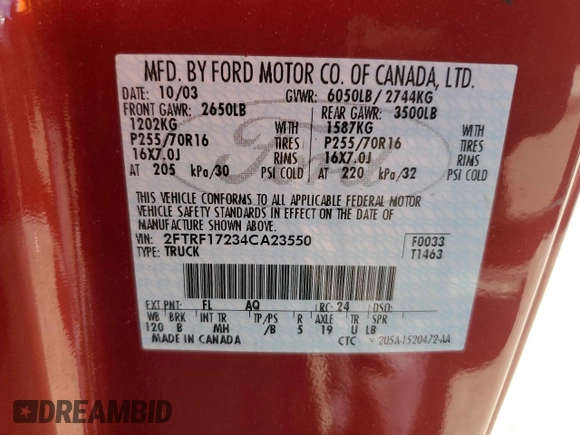 MFD. BY FORD MOTOR CO. OF CANADA, LTD.
DATE: 10/03 GVWR: 6050LB/ 2744KG
FRONT GAWR: 2650LB REAR GAWR: 3500LB
1202KG WITH 1587KG WITH
P255/70R16 TIRES P255/70R16 TIRES
16X7.0J RIMS 16X7.0J RIMS
AT 205 kPa/30 PSI COLD AT 220 kPa/32 PSI COLD
THIS VEHICLE CONFORMS TO ALL APPLICABLE FEDERAL MOTOR
VEHICLE SAFETY STANDARDS IN EFFECT ON THE DATE OF
MANUFACTURE SHOWN ABOVE.
VIN: 2FTRF17234CA23550 F0033
TYPE: TRUCK T1463
EXT PNT: FL AQ RC: 24 DSO:
WB BRK INT TR TP/PS R AXLE TR SPR
120 B MH /B 5 19 U LB
MADE IN CANADA CTC
Ford
DREAMBID